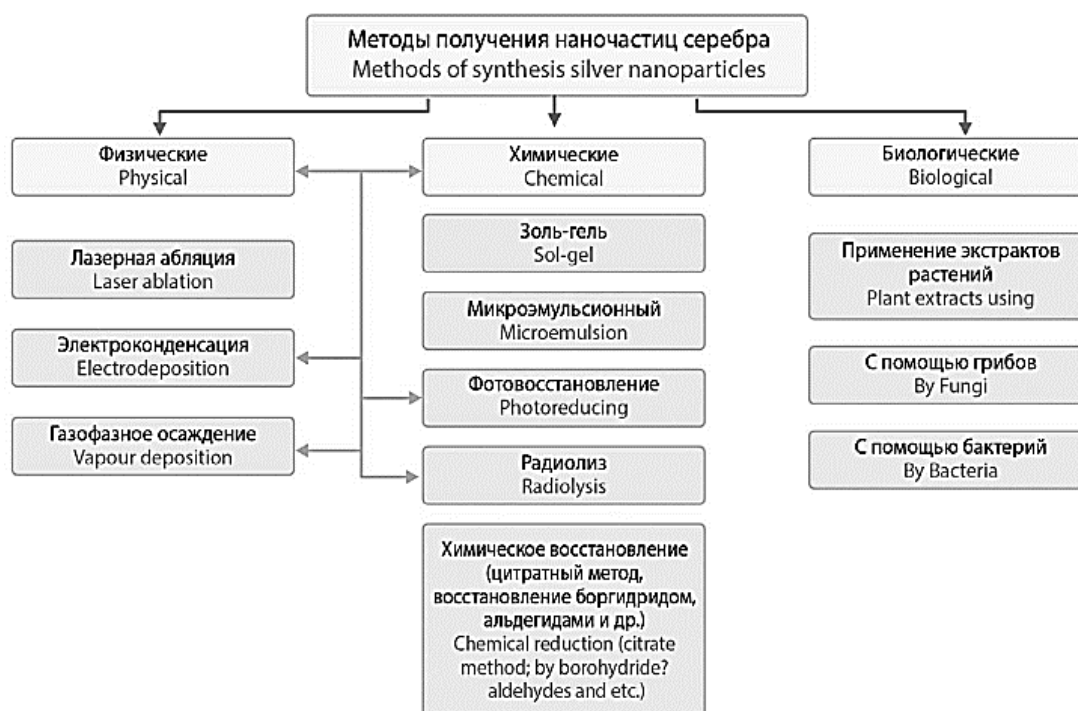 Методы получения наночастиц серебра
Methods of synthesis silver nanoparticles
Физические
Physical
Химические
Chemical
Биологические
Biological
Лазерная абляция
Laser ablation
Электроконденсация
Electrodeposition
Газофазное осаждение
Vapour deposition
Золь-гель
Sol-gel
Микроэмульсионный
Microemulsion
Фотовосстановление
Photoreducing
Радиолиз
Radiolysis
Химическое восстановление
(цитратный метод,
восстановление боргидридом,
альдегидами и др.)
Chemical reduction (citrate
method; by borohydride?
aldehydes and etc.)
Применение экстрактов
растений
Plant extracts using
С помощью грибов
By Fungi
С помощью бактерий
By Bacteria